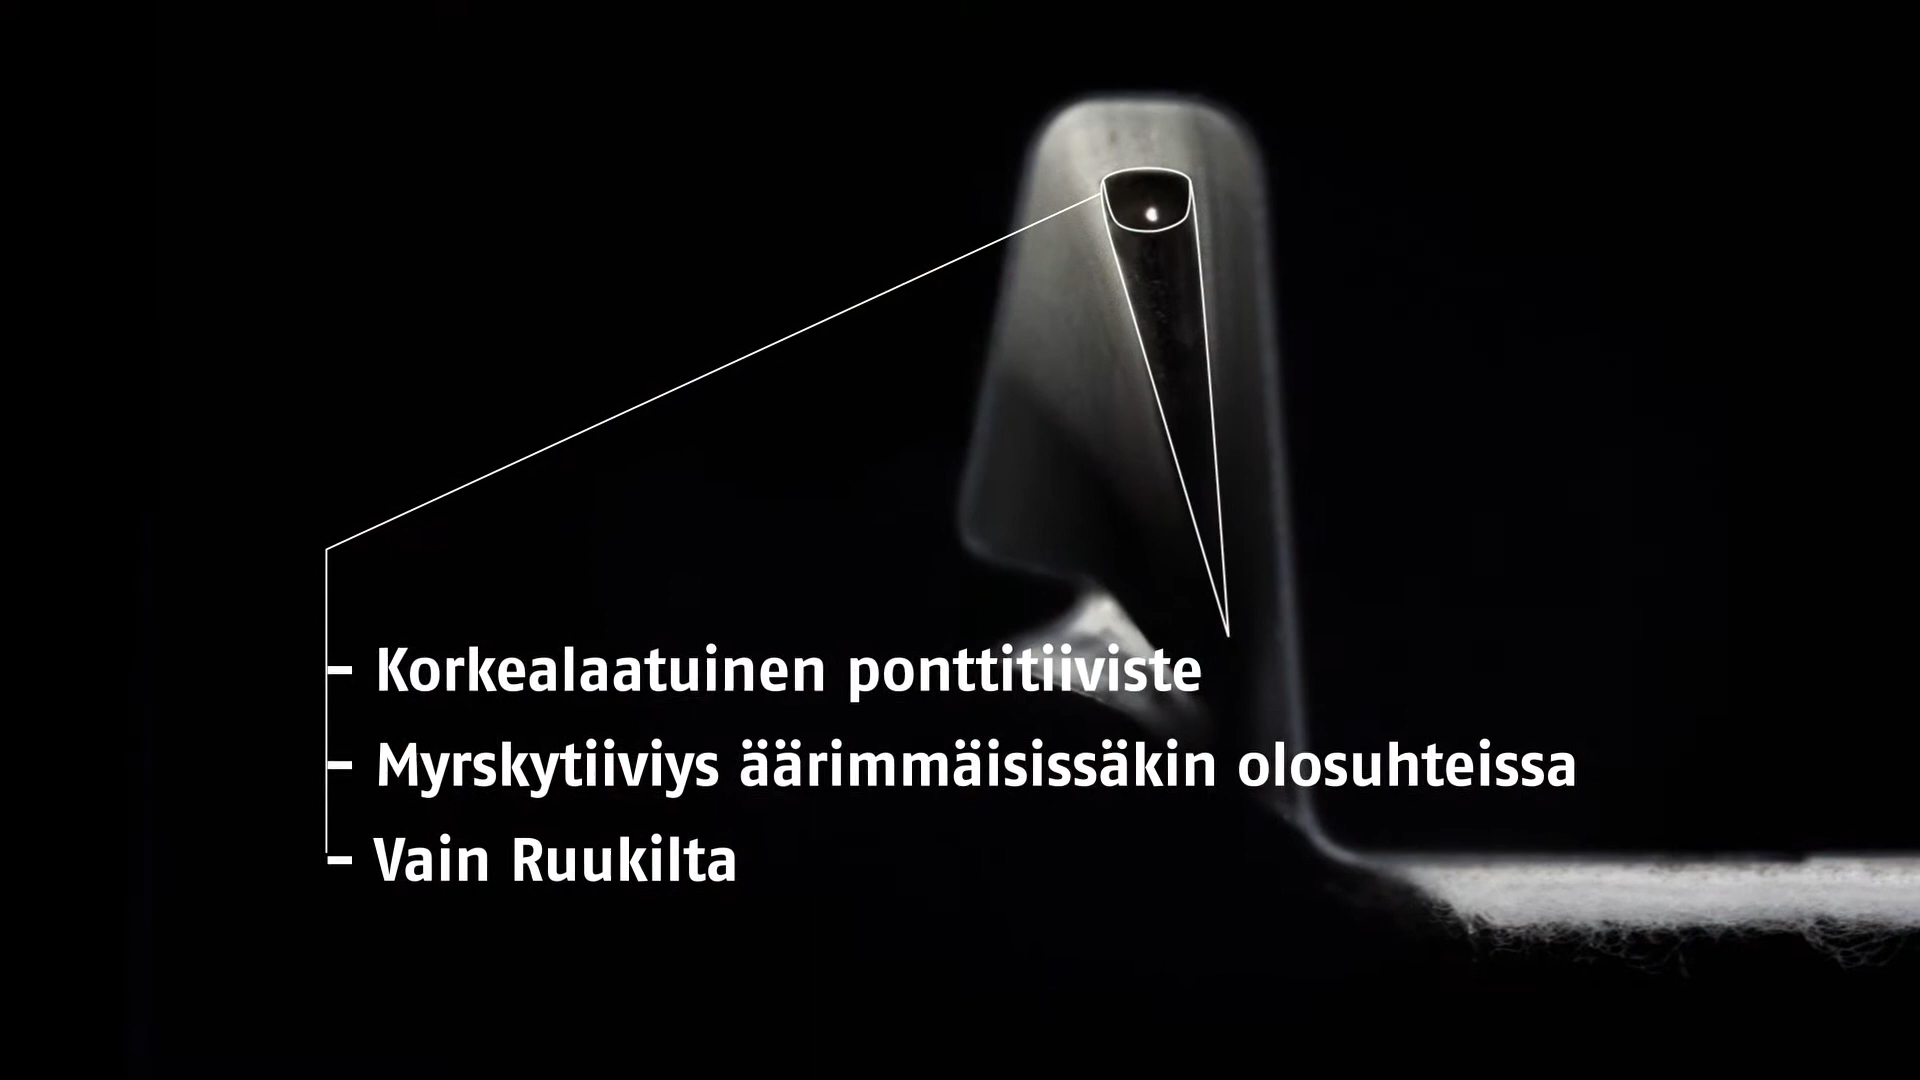 - Korkealaatuinen ponttitiiviste
- Myrskytiiviys äärimmäisissäkin olosuhteissa
- Vain Ruukilta